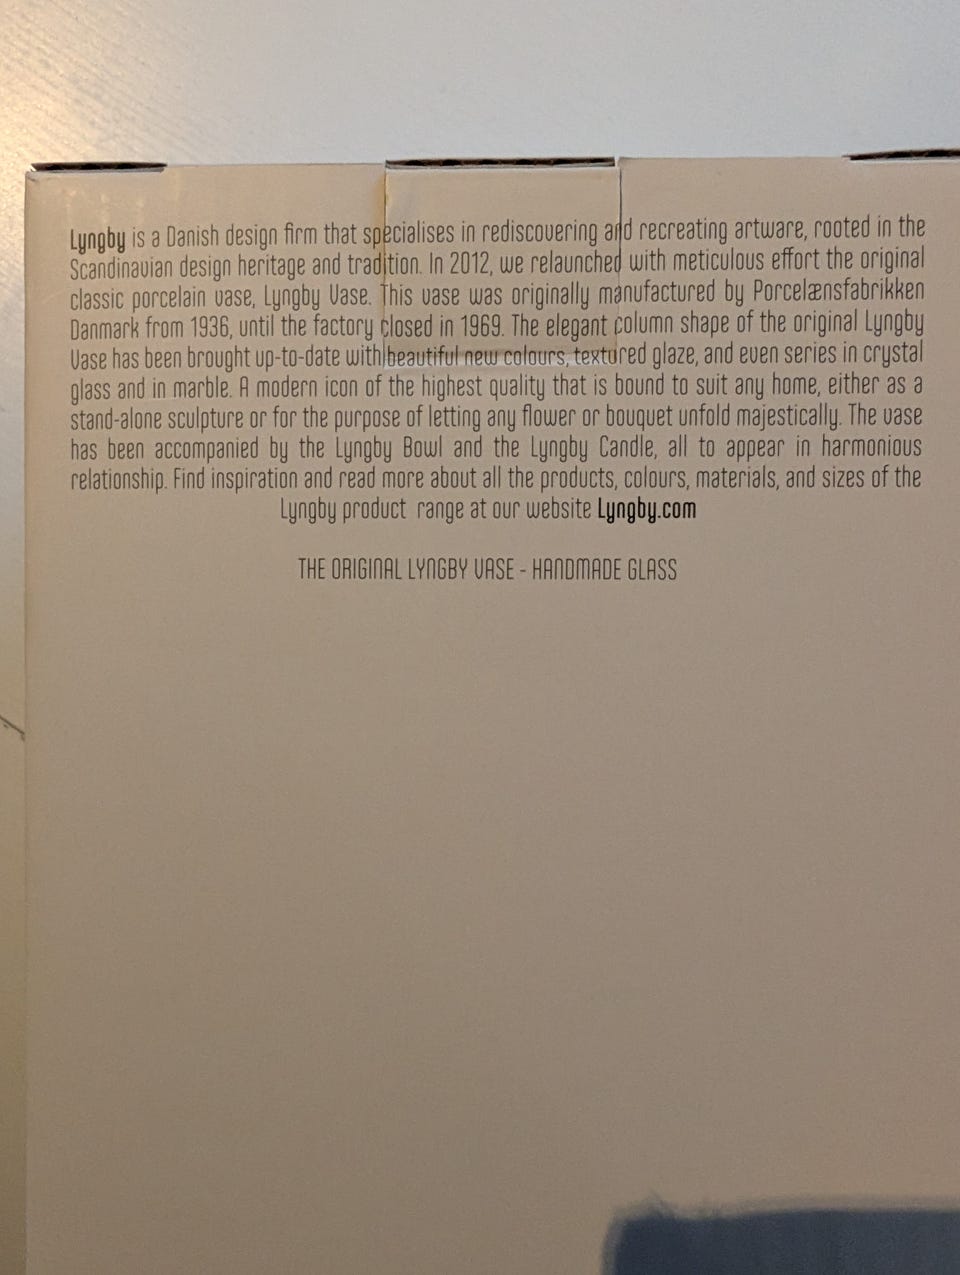 Lyngby is a Danish design firm that specialises in rediscovering and recreating artware, rooted in the
Scandinavian design heritage and tradition. In 2012, we relaunched with meticulous effort the original
classic porcelain vase, Lyngby Vase. This vase was originally manufactured by Porcelænsfabrikken
Danmark from 1936, until the factory closed in 1969. The elegant column shape of the original Lyngby
Vase has been brought up-to-date with beautiful new colours, textured glaze, and even series in crystal
glass and in marble. A modern icon of the highest quality that is bound to suit any home, either as a
stand-alone sculpture or for the purpose of letting any flower or bouquet unfold majestically. The vase
has been accompanied by the Lyngby Bowl and the Lyngby Candle, all to appear in harmonious
relationship. Find inspiration and read more about all the products, colours, materials, and sizes of the
Lyngby product range at our website Lyngby.com
THE ORIGINAL LYNGBY VASE - HANDMADE GLASS